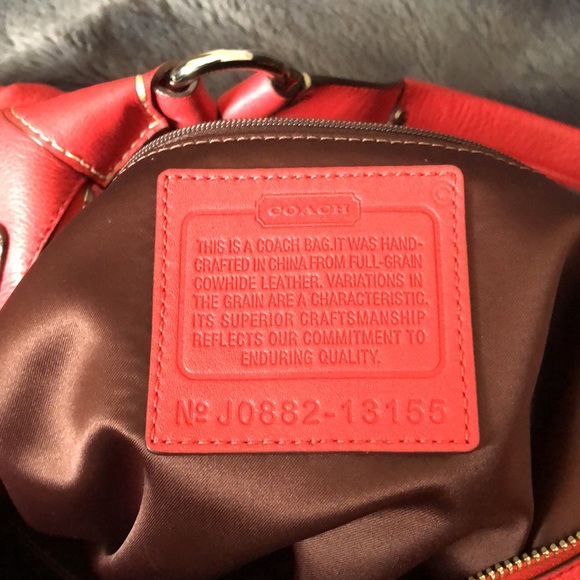 COACH
THIS IS A COACH BAG.IT WAS HAND-
CRAFTED IN CHINA FROM FULL-GRAIN
COWHIDE LEATHER. VARIATIONS IN
THE GRAIN ARE A CHARACTERISTIC.
ITS SUPERIOR CRAFTSMANSHIP
REFLECTS OUR COMMITMENT TO
ENDURING QUALITY.
Nº J0882-13155